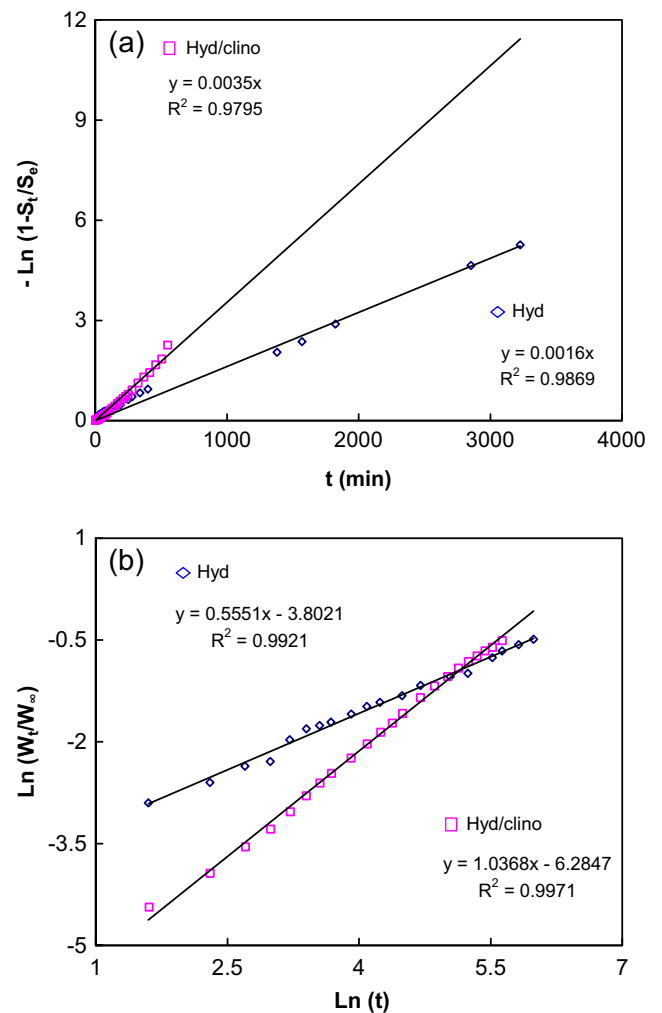 (a)
Hyd/clino
y = 0.0035x
R² = 0.9795
-12
9
6
3
0
- Ln (1-Sₜ/Sₑ)
Hyd
y = 0.0016x
R² = 0.9869
0 1000 2000 3000 4000
t (min)
(b)
Hyd
y = 0.5551x - 3.8021
R² = 0.9921
1
-0.5
-2
-3.5
-5
Ln (Wₜ/W∞)
Hyd/clino
y = 1.0368x - 6.2847
R² = 0.9971
1 2.5 4 5.5 7
Ln (t)